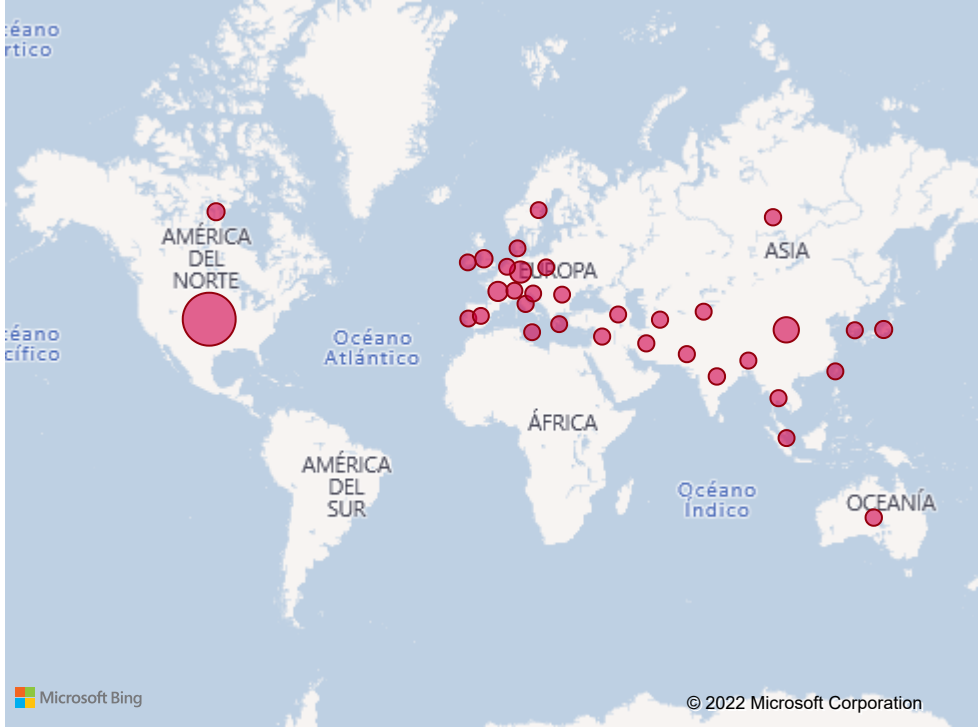 céano
rtico
AMÉRICA
DEL
NORTE
EUROPA
ASIA
céano
cífico
Océano
Atlántico
ÁFRICA
AMÉRICA
DEL
SUR
Océano
Índico
OCEANÍA
Microsoft Bing
© 2022 Microsoft Corporation